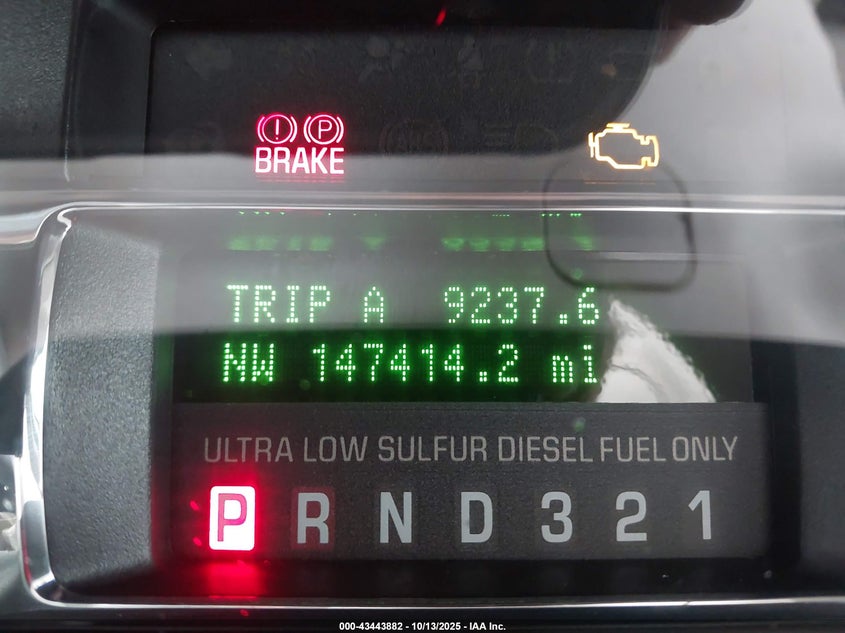 BRAKE
TRIP A 9237.6
NW 147414.2 mi
ULTRA LOW SULFUR DIESEL FUEL ONLY
P R N D 3 2 1
000-43443882 - 10/13/2025 - IAA Inc.